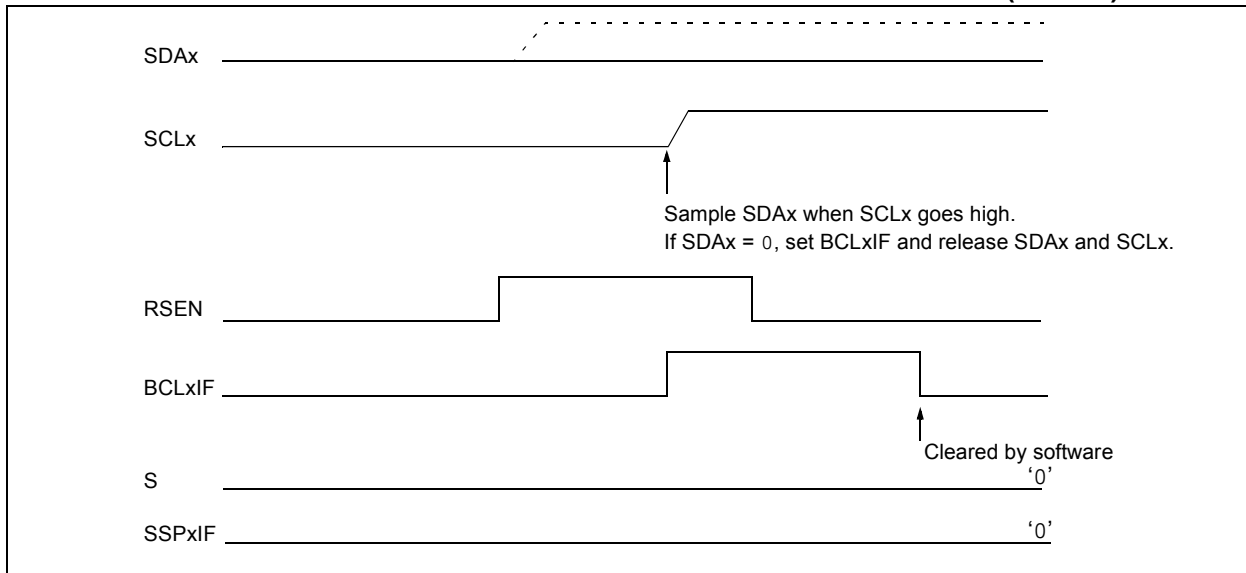 SDAx
SCLx
Sample SDAx when SCLx goes high.
If SDAx = 0, set BCLxIF and release SDAx and SCLx.
RSEN
BCLxIF
Cleared by software
S
'0'
SSPxIF
'0'